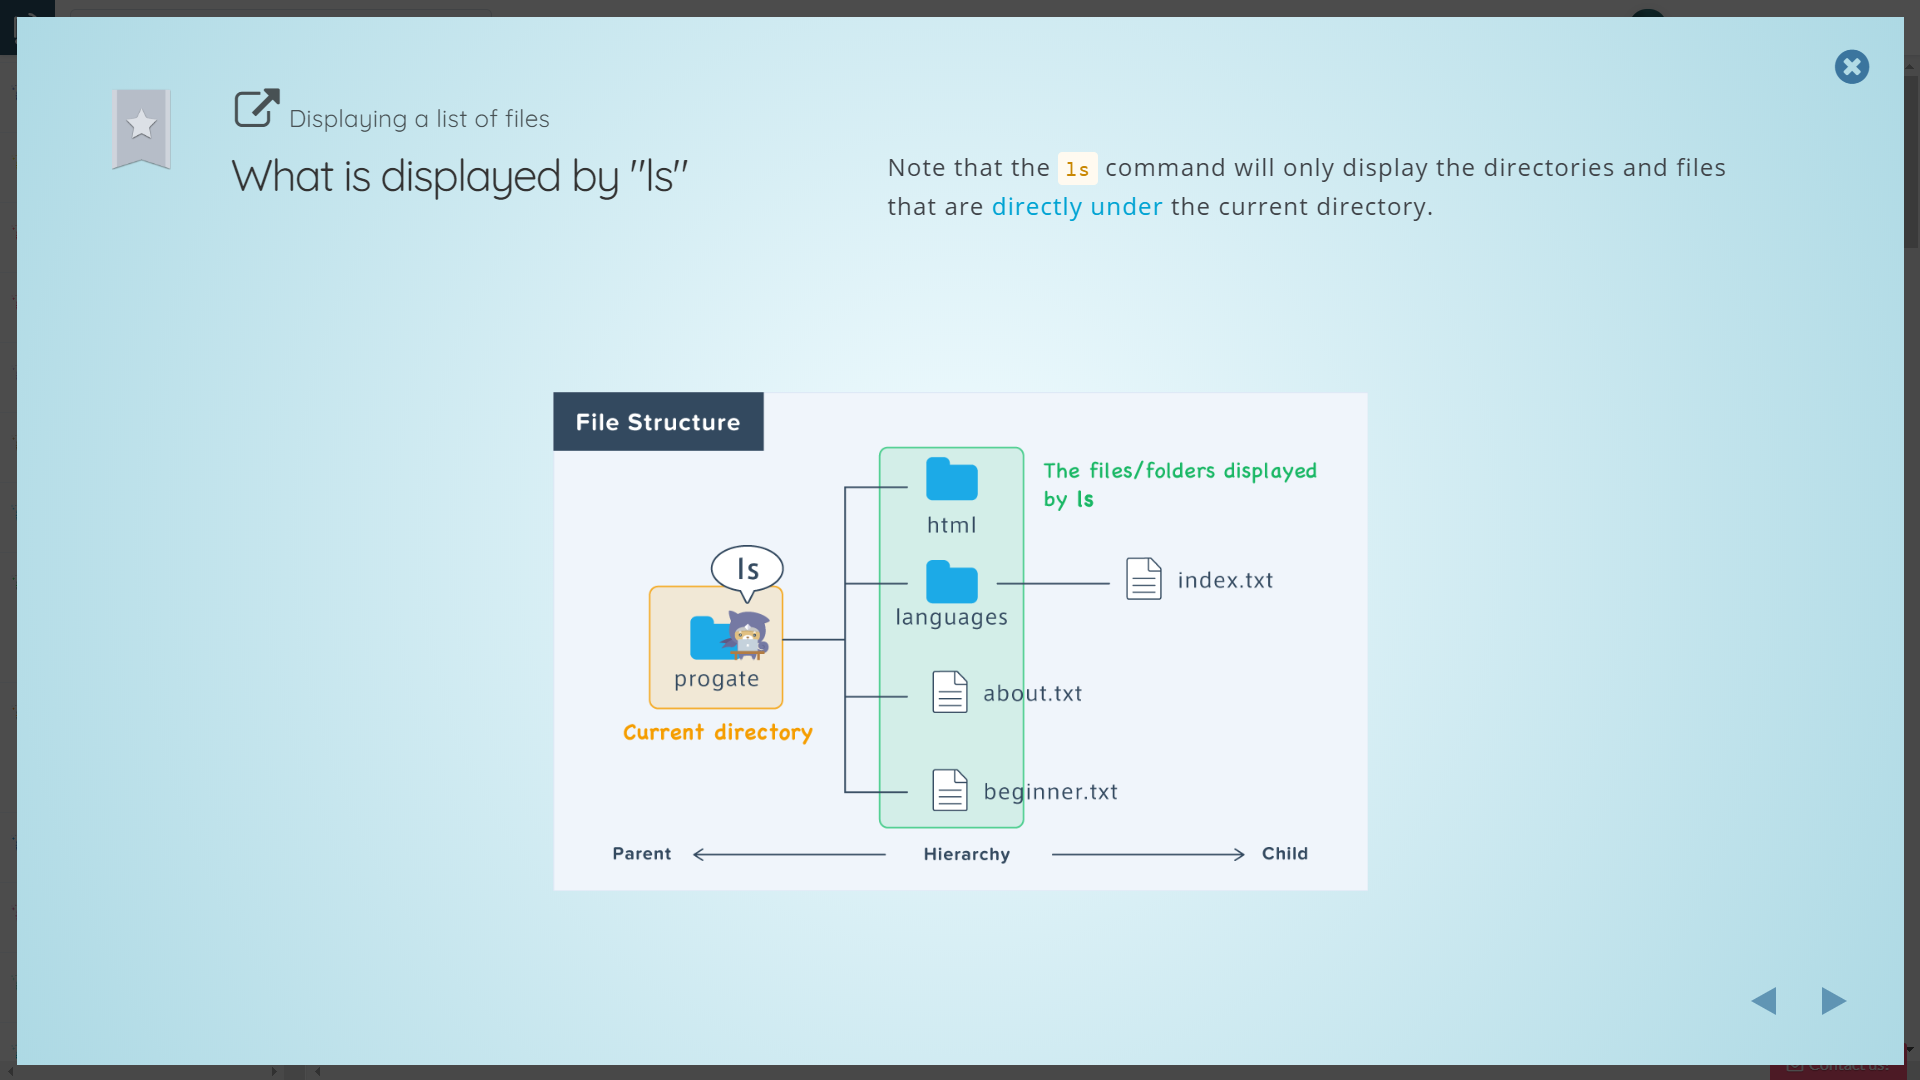 Displaying a list of files
What is displayed by "ls"
Note that the ls command will only display the directories and files
that are directly under the current directory.
File Structure
The files/folders displayed
by ls
html
ls
languages
index.txt
progate
about.txt
Current directory
beginner.txt
Parent
Hierarchy
Child
Contact us!